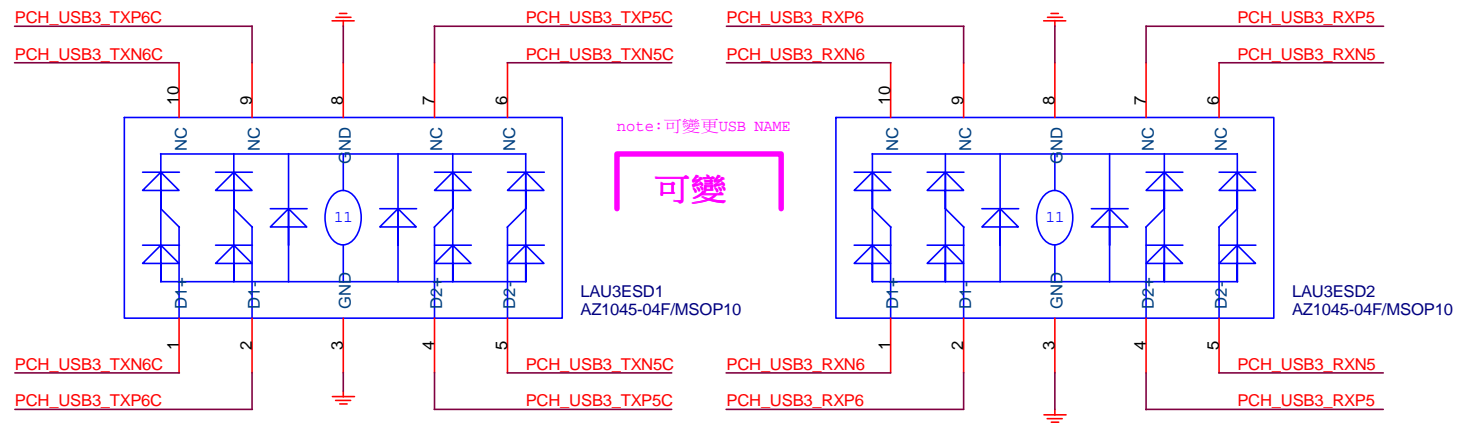 PCH_USB3_TXP6C
PCH_USB3_TXP5C
PCH_USB3_RXP6
PCH_USB3_RXP5
PCH_USB3_TXN6C
PCH_USB3_TXN5C
PCH_USB3_RXN6
PCH_USB3_RXN5
10 9 8 7 6
10 9 8 7 6
NC NC GND NC NC
NC NC GND NC NC
note:可變更USB NAME
可變
11
11
D1+ D1- GND D2+ D2-
D1+ D1- GND D2+ D2-
LAU3ESD1
AZ1045-04F/MSOP10
LAU3ESD2
AZ1045-04F/MSOP10
1 2 3 4 5
1 2 3 4 5
PCH_USB3_TXN6C
PCH_USB3_TXN5C
PCH_USB3_RXN6
PCH_USB3_RXN5
PCH_USB3_TXP6C
PCH_USB3_TXP5C
PCH_USB3_RXP6
PCH_USB3_RXP5